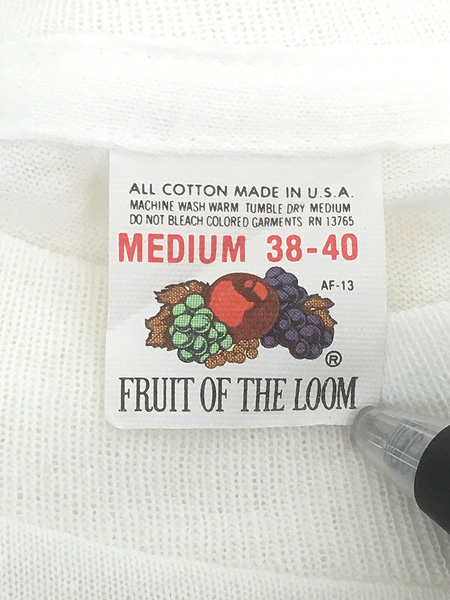 ALL COTTON MADE IN U.S.A.
MACHINE WASH WARM TUMBLE DRY MEDIUM
DO NOT BLEACH COLORED GARMENTS RN 13765
MEDIUM 38-40
AF-13
®
FRUIT OF THE LOOM